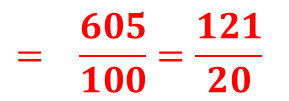 = 605/100 = 121/20